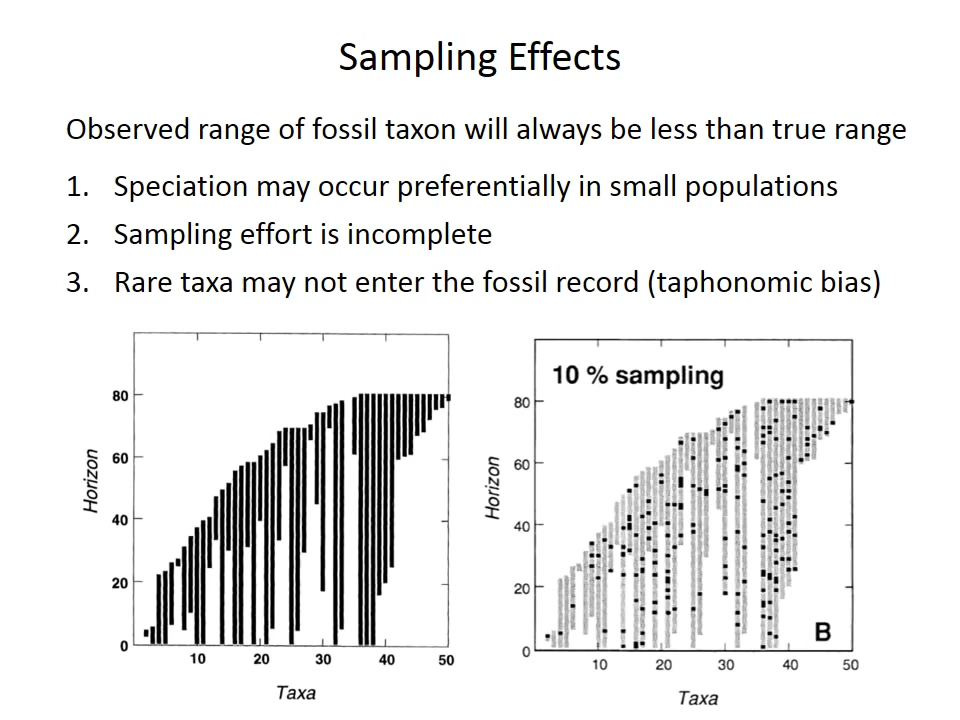 Sampling Effects
Observed range of fossil taxon will always be less than true range
1. Speciation may occur preferentially in small populations
2. Sampling effort is incomplete
3. Rare taxa may not enter the fossil record (taphonomic bias)
80
60
40
20
0
Horizon
10 20 30 40 50
Taxa
10 % sampling
80
60
40
20
0
Horizon
B
10 20 30 40 50
Taxa